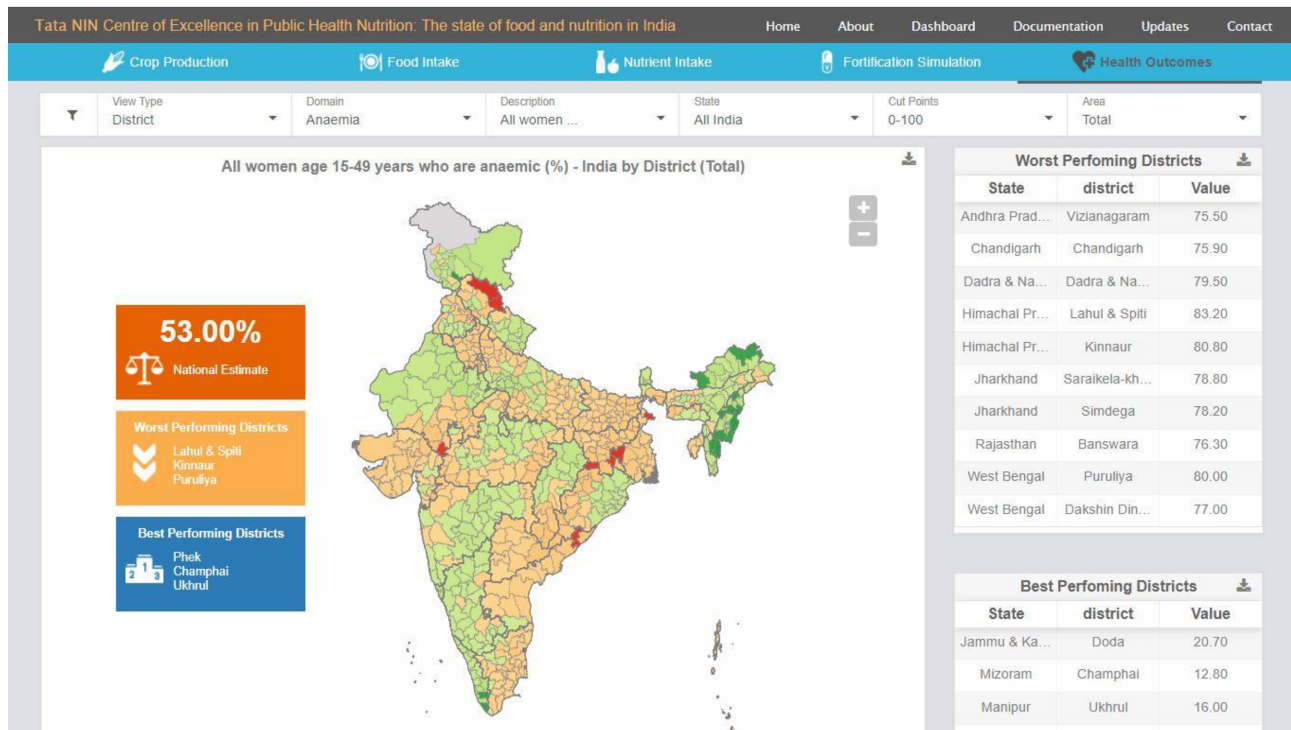 Tata NIN Centre of Excellence in Public Health Nutrition: The state of food and nutrition in India
Home About Dashboard Documentation Updates Contact
Crop Production Food Intake Nutrient Intake Fortification Simulation Health Outcomes
View Type Domain Description State Cut Points Area
District Anaemia All women ... All India 0-100 Total
All women age 15-49 years who are anaemic (%) - India by District (Total)
+
−
53.00%
National Estimate
Worst Performing Districts
Lahul & Spiti
Kinnaur
Puruliya
Best Performing Districts
2 1 3
Phek
Champhai
Ukhrul
Worst Perfoming Districts
State district Value
Andhra Prad... Vizianagaram 75.50
Chandigarh Chandigarh 75.90
Dadra & Na... Dadra & Na... 79.50
Himachal Pr... Lahul & Spiti 83.20
Himachal Pr... Kinnaur 80.80
Jharkhand Saraikela-kh... 78.80
Jharkhand Simdega 78.20
Rajasthan Banswara 76.30
West Bengal Puruliya 80.00
West Bengal Dakshin Din... 77.00
Best Perfoming Districts
State district Value
Jammu & Ka... Doda 20.70
Mizoram Champhai 12.80
Manipur Ukhrul 16.00